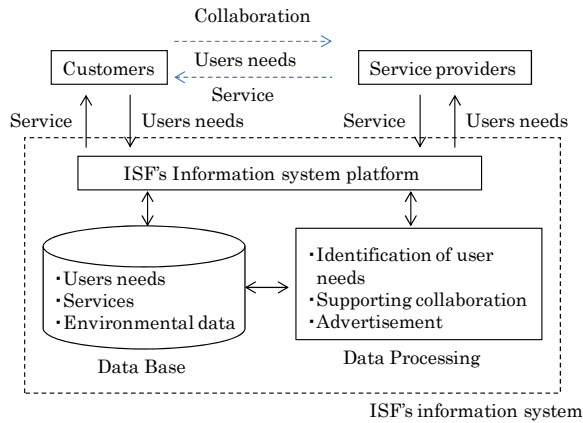 Collaboration
Users needs
Customers
Service providers
Service
Service
Users needs
Service
Users needs
ISF's Information system platform
・Users needs
・Services
・Environmental data
・Identification of user
needs
・Supporting collaboration
・Advertisement
Data Base
Data Processing
ISF's information system